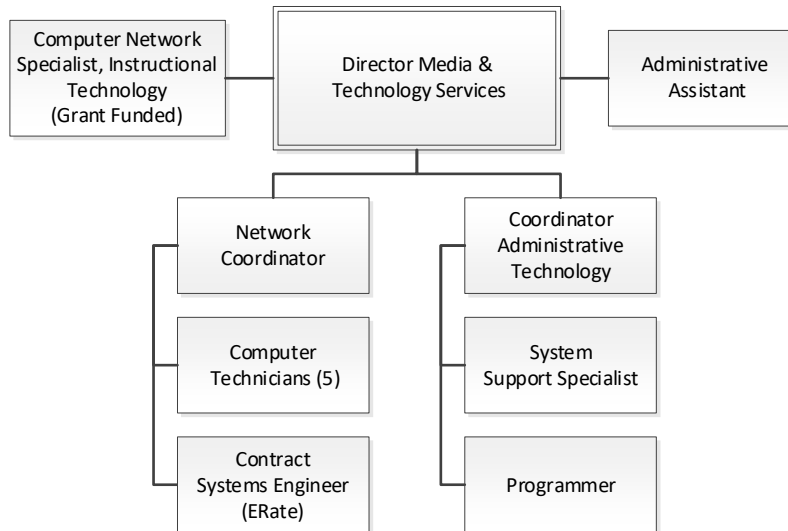 Computer Network
Specialist, Instructional
Technology
(Grant Funded)
Director Media &
Technology Services
Administrative
Assistant
Network
Coordinator
Coordinator
Administrative
Technology
Computer
Technicians (5)
System
Support Specialist
Contract
Systems Engineer
(ERate)
Programmer